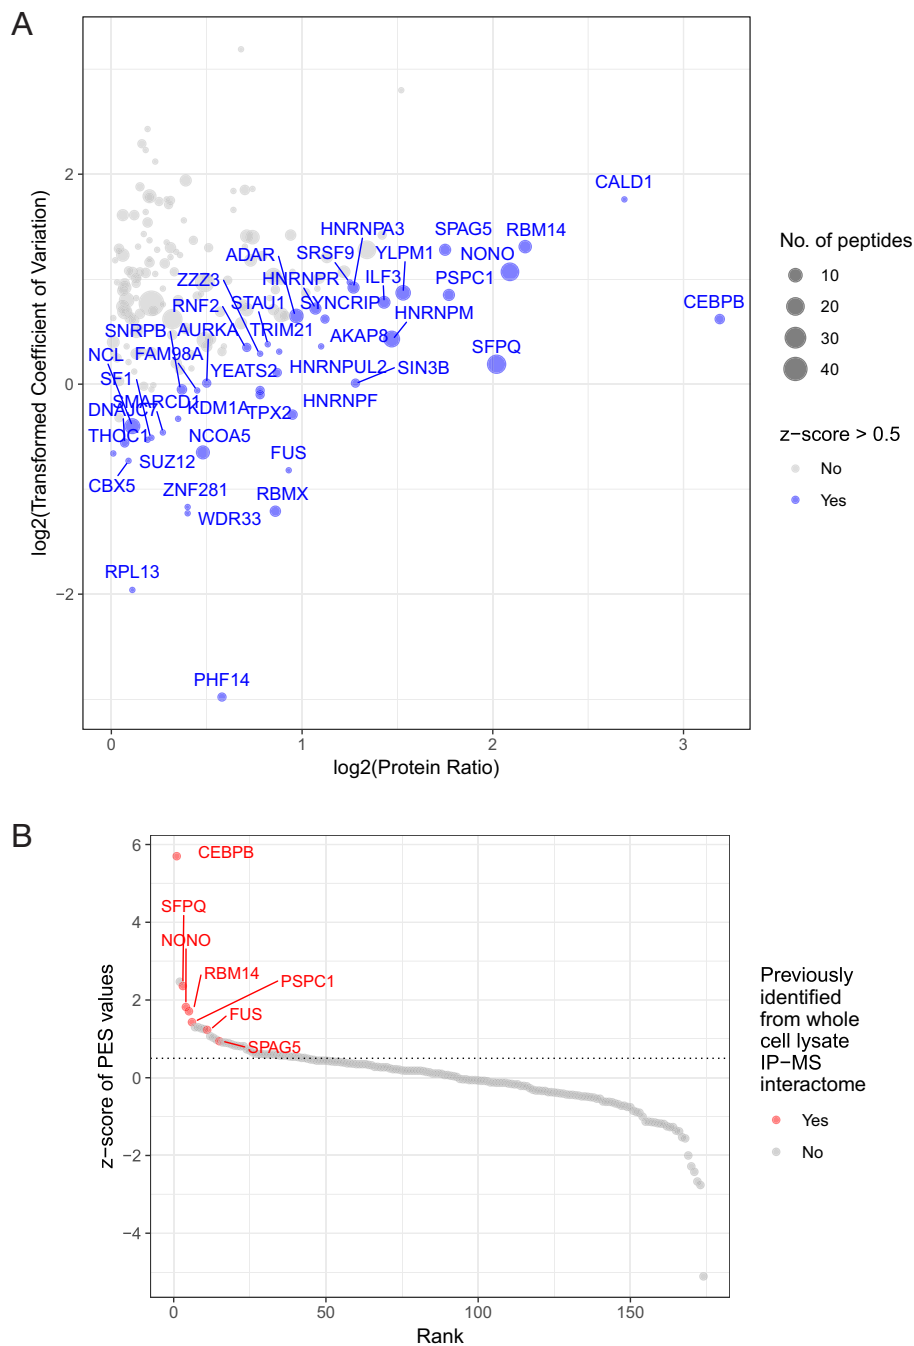 A
log2(Transformed Coefficient of Variation)
2
0
−2
0
1
2
3
log2(Protein Ratio)
CALD1
HNRNPA3
SPAG5
RBM14
ADAR
SRSF9
YLPM1
NONO
ZZZ3
HNRNPR
ILF3
PSPC1
RNF2
STAU1
SYNCRIP
CEBPB
HNRNPM
SNRPB
AURKA
TRIM21
AKAP8
SFPQ
NCL
FAM98A
SF1
YEATS2
HNRNPUL2
SIN3B
SMARCD1
DNAJC7
KDM1A
TPX2
HNRNPF
THOC1
NCOA5
SUZ12
FUS
CBX5
ZNF281
RBMX
WDR33
RPL13
PHF14
No. of peptides
10
20
30
40
z−score > 0.5
No
Yes
B
z−score of PES values
6
4
2
0
−2
−4
0
50
100
150
Rank
CEBPB
SFPQ
NONO
RBM14
PSPC1
FUS
SPAG5
Previously
identified
from whole
cell lysate
IP−MS
interactome
Yes
No